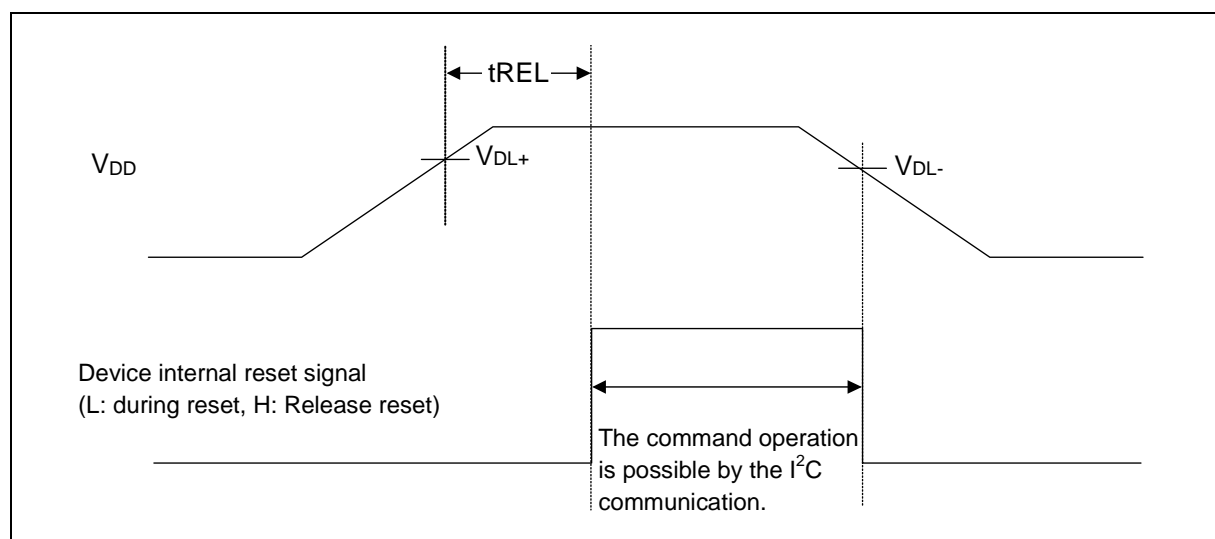 tREL
VDD
VDL+
VDL-
Device internal reset signal
(L: during reset, H: Release reset)
The command operation
is possible by the I²C
communication.